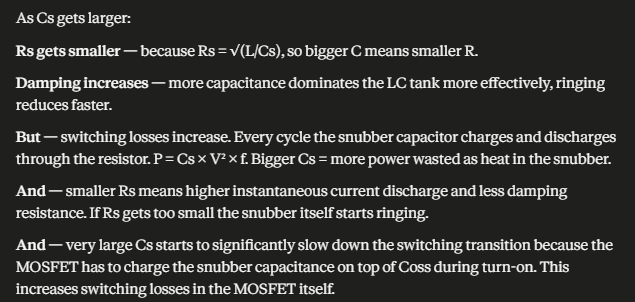 As Cs gets larger:
Rs gets smaller — because Rs = √(L/Cs), so bigger C means smaller R.
Damping increases — more capacitance dominates the LC tank more effectively, ringing
reduces faster.
But — switching losses increase. Every cycle the snubber capacitor charges and discharges
through the resistor. P = Cs × V² × f. Bigger Cs = more power wasted as heat in the snubber.
And — smaller Rs means higher instantaneous current discharge and less damping
resistance. If Rs gets too small the snubber itself starts ringing.
And — very large Cs starts to significantly slow down the switching transition because the
MOSFET has to charge the snubber capacitance on top of Coss during turn-on. This
increases switching losses in the MOSFET itself.